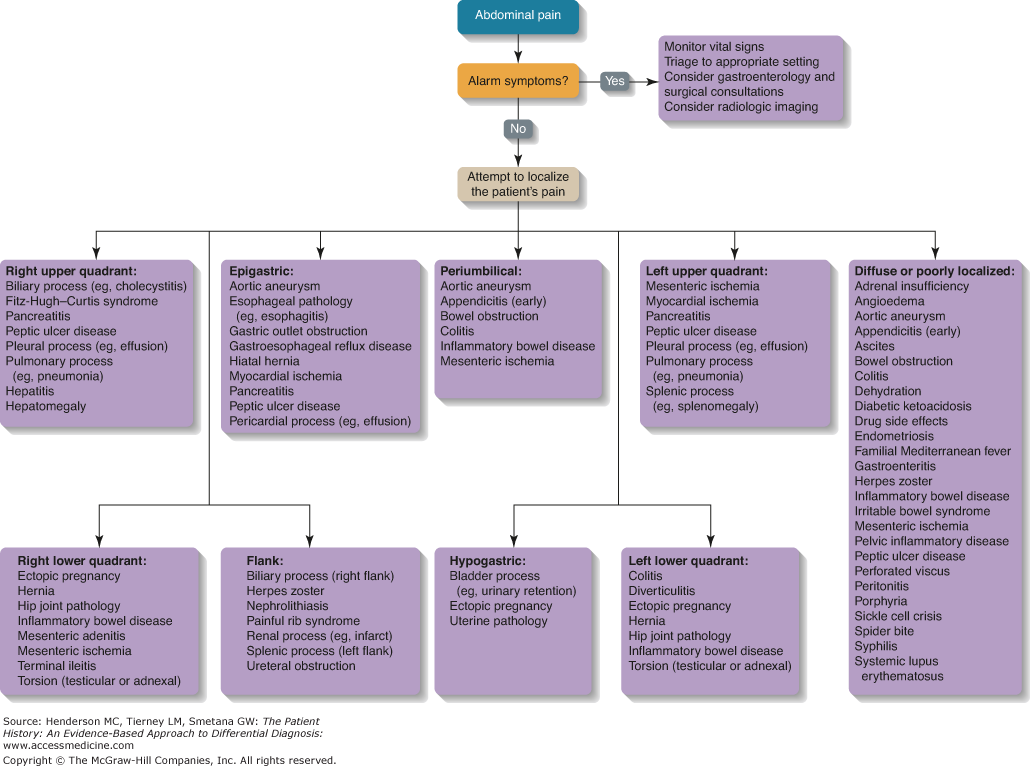 Abdominal pain
Alarm symptoms?
Yes
Monitor vital signs
Triage to appropriate setting
Consider gastroenterology and
surgical consultations
Consider radiologic imaging
No
Attempt to localize
the patient's pain
Right upper quadrant:
Biliary process (eg, cholecystitis)
Fitz-Hugh–Curtis syndrome
Pancreatitis
Peptic ulcer disease
Pleural process (eg, effusion)
Pulmonary process
(eg, pneumonia)
Hepatitis
Hepatomegaly
Epigastric:
Aortic aneurysm
Esophageal pathology
(eg, esophagitis)
Gastric outlet obstruction
Gastroesophageal reflux disease
Hiatal hernia
Myocardial ischemia
Pancreatitis
Peptic ulcer disease
Pericardial process (eg, effusion)
Periumbilical:
Aortic aneurysm
Appendicitis (early)
Bowel obstruction
Colitis
Inflammatory bowel disease
Mesenteric ischemia
Left upper quadrant:
Mesenteric ischemia
Myocardial ischemia
Pancreatitis
Peptic ulcer disease
Pleural process (eg, effusion)
Pulmonary process
(eg, pneumonia)
Splenic process
(eg, splenomegaly)
Diffuse or poorly localized:
Adrenal insufficiency
Angioedema
Aortic aneurysm
Appendicitis (early)
Ascites
Bowel obstruction
Colitis
Dehydration
Diabetic ketoacidosis
Drug side effects
Endometriosis
Familial Mediterranean fever
Gastroenteritis
Herpes zoster
Inflammatory bowel disease
Irritable bowel syndrome
Mesenteric ischemia
Pelvic inflammatory disease
Peptic ulcer disease
Perforated viscus
Peritonitis
Porphyria
Sickle cell crisis
Spider bite
Syphilis
Systemic lupus
erythematosus
Right lower quadrant:
Ectopic pregnancy
Hernia
Hip joint pathology
Inflammatory bowel disease
Mesenteric adenitis
Mesenteric ischemia
Terminal ileitis
Torsion (testicular or adnexal)
Flank:
Biliary process (right flank)
Herpes zoster
Nephrolithiasis
Painful rib syndrome
Renal process (eg, infarct)
Splenic process (left flank)
Ureteral obstruction
Hypogastric:
Bladder process
(eg, urinary retention)
Ectopic pregnancy
Uterine pathology
Left lower quadrant:
Colitis
Diverticulitis
Ectopic pregnancy
Hernia
Hip joint pathology
Inflammatory bowel disease
Torsion (testicular or adnexal)
Source: Henderson MC, Tierney LM, Smetana GW: The Patient
History: An Evidence-Based Approach to Differential Diagnosis:
www.accessmedicine.com
Copyright © The McGraw-Hill Companies, Inc. All rights reserved.